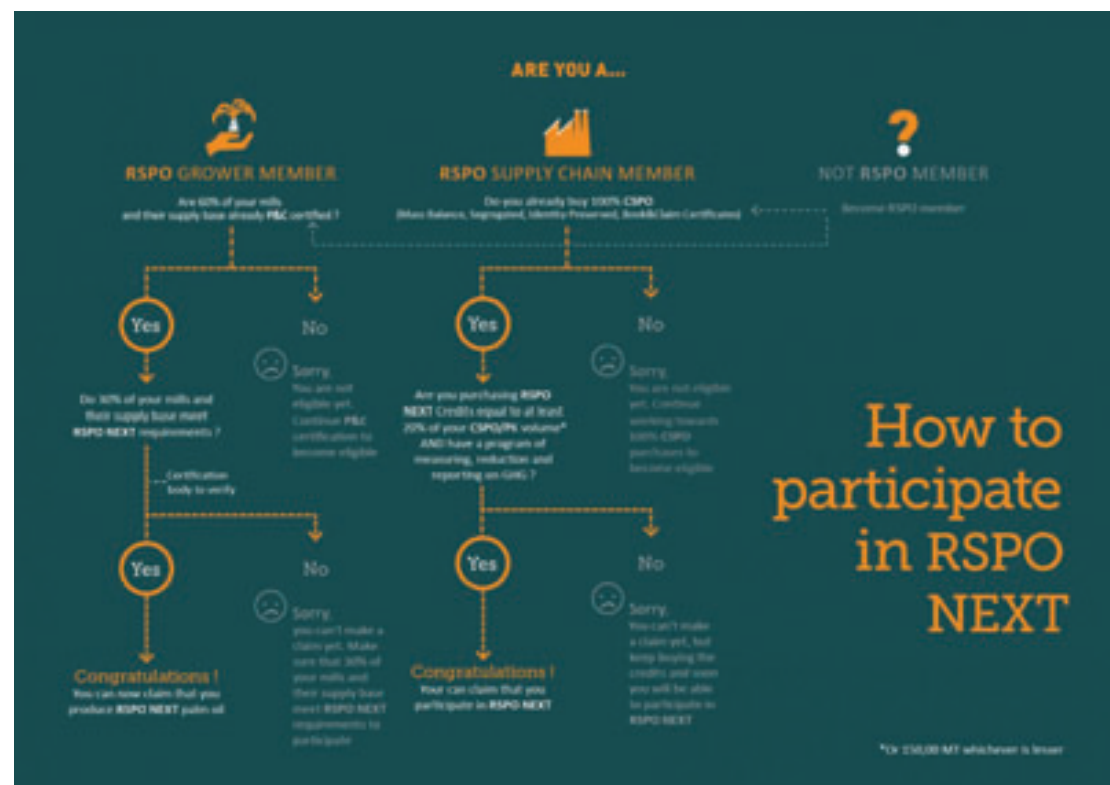 ARE YOU A....
RSPO GROWER MEMBER
Are 60% of your mills
and their supply base already P&C certified ?
RSPO SUPPLY CHAIN MEMBER
Do you already buy 100% CSPO
(Mass Balance, Segregated, Identity Preserved, Book&Claim Certificates)
?
NOT RSPO MEMBER
Become RSPO member
Yes
No
Sorry,
You are not
eligible yet.
Continue P&C
certification to
become eligible
Do 30% of your mills and
their supply base meet
RSPO NEXT requirements ?
Certification
body to verify
Yes
No
Sorry,
you can't make a
claim yet. Make
sure that 30% of
your mills and
their supply base
meet RSPO NEXT
requirements to
participate
Congratulations !
You can now claim that you
produce RSPO NEXT palm oil
Yes
No
Sorry,
You are not eligible
yet. Continue
working towards
100% CSPO
purchases to
become eligible
Are you purchasing RSPO
NEXT Credits equal to at least
20% of your CSPO/PK volume*
AND have a program of
measuring, reduction and
reporting on GHG ?
Yes
No
Sorry,
You can't make
a claim yet, but
keep buying the
credits and soon
you will be able
to participate in
RSPO NEXT
Congratulations !
Your can claim that you
participate in RSPO NEXT
How to
participate
in RSPO
NEXT
*Or 150,00 MT whichever is lesser